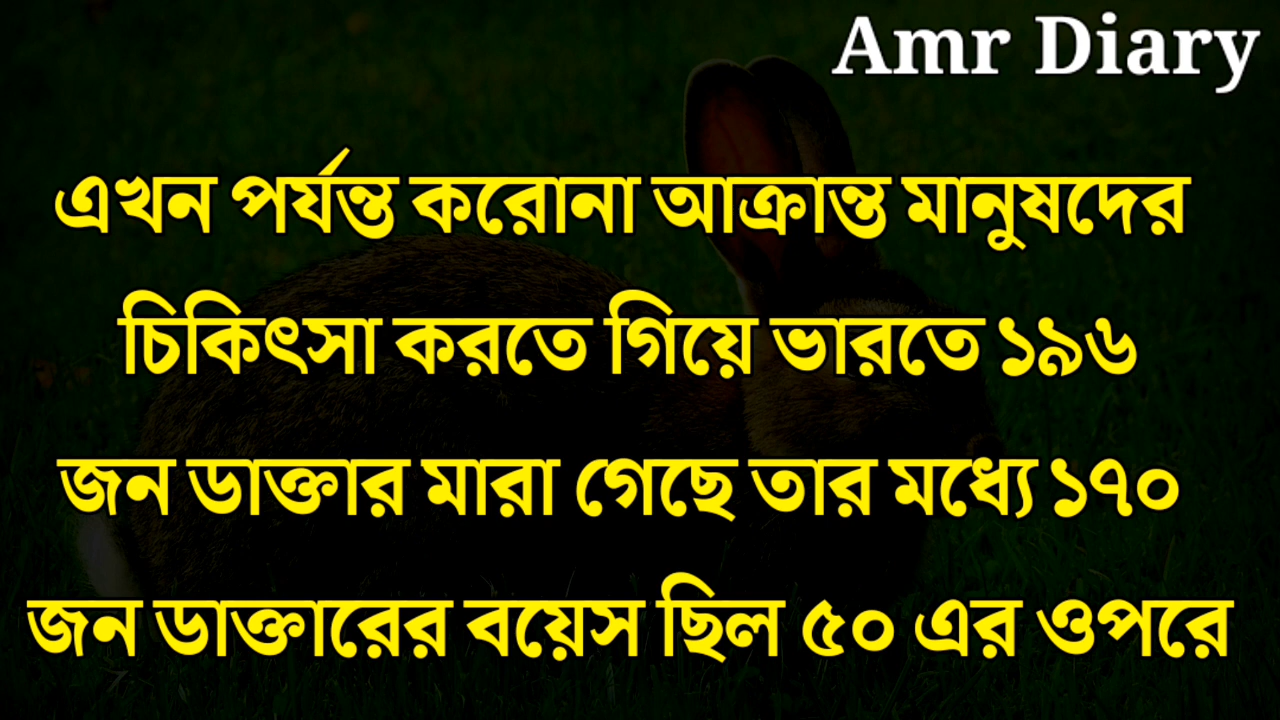 Amr Diary
এখন পর্যন্ত করোনা আক্রান্ত মানুষদের
চিকিৎসা করতে গিয়ে ভারতে ১৯৬
জন ডাক্তার মারা গেছে তার মধ্যে ১৭০
জন ডাক্তারের বয়েস ছিল ৫০ এর ওপরে